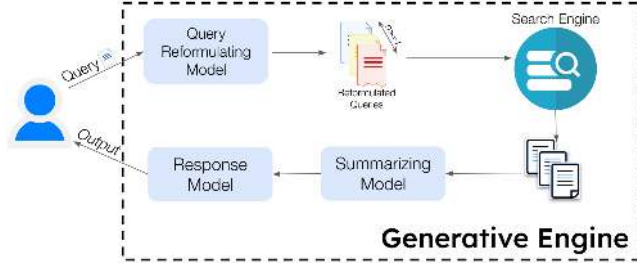 Search Engine
Query
Query
Reformulating
Model
Reformulated
Queries
Output
Response
Model
Summarizing
Model
Generative Engine